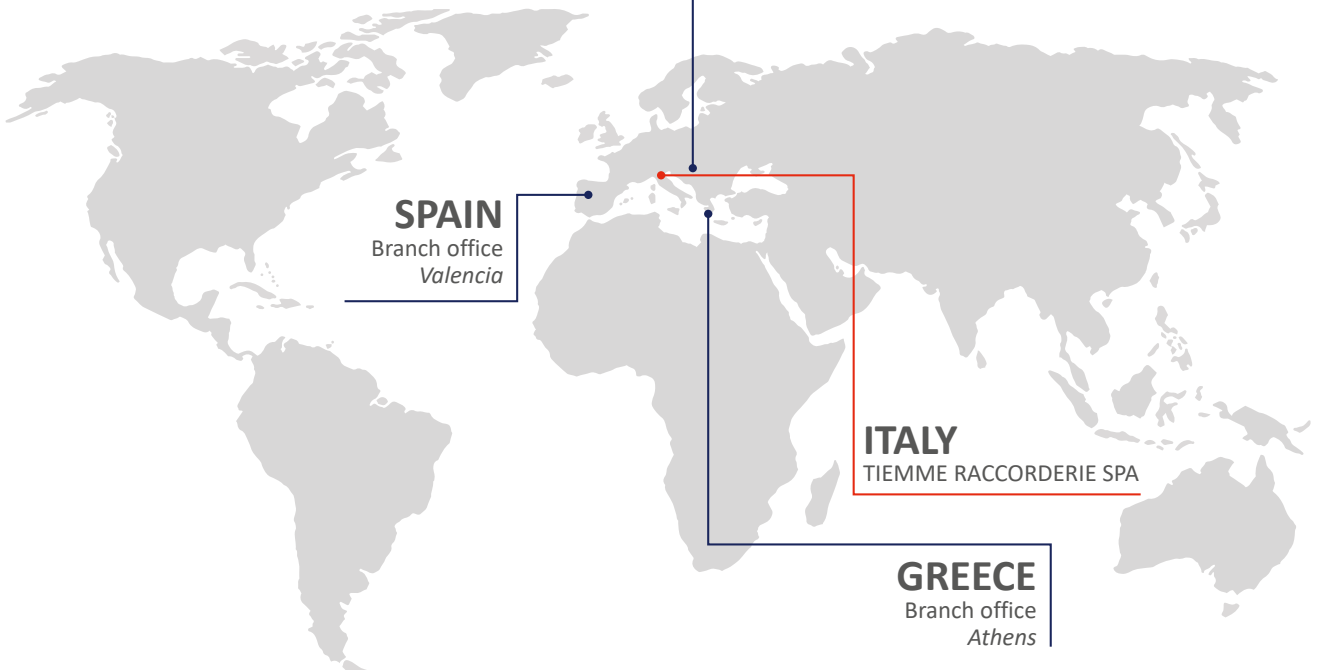 SPAIN
Branch office
Valencia
ITALY
TIEMME RACCORDERIE SPA
GREECE
Branch office
Athens